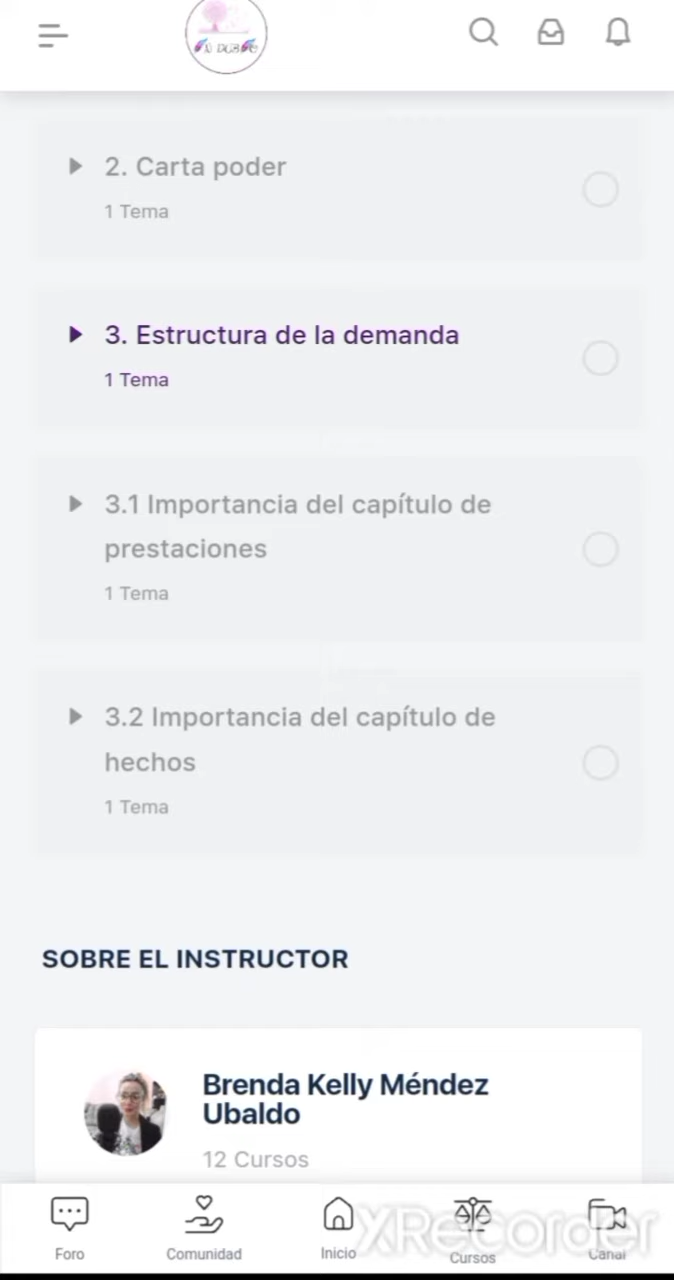 2. Carta poder
1 Tema
3. Estructura de la demanda
1 Tema
3.1 Importancia del capítulo de
prestaciones
1 Tema
3.2 Importancia del capítulo de
hechos
1 Tema
SOBRE EL INSTRUCTOR
Brenda Kelly Méndez
Ubaldo
12 Cursos
XRecorder
Foro
Comunidad
Inicio
Cursos
Canal